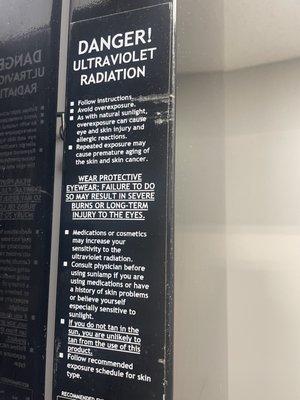 DANGER!
ULTRAVIOLET
RADIATION
■ Follow instructions.
■ Avoid overexposure.
■ As with natural sunlight,
overexposure can cause
eye and skin injury and
allergic reactions.
■ Repeated exposure may
cause premature aging of
the skin and skin cancer.
WEAR PROTECTIVE
EYEWEAR; FAILURE TO DO
SO MAY RESULT IN SEVERE
BURNS OR LONG-TERM
INJURY TO THE EYES.
■ Medications or cosmetics
may increase your
sensitivity to the
ultraviolet radiation.
■ Consult physician before
using sunlamp if you are
using medications or have
a history of skin problems
or believe yourself
especially sensitive to
sunlight.
■ If you do not tan in the
sun, you are unlikely to
tan from the use of this
product.
■ Follow recommended
exposure schedule for skin
type.